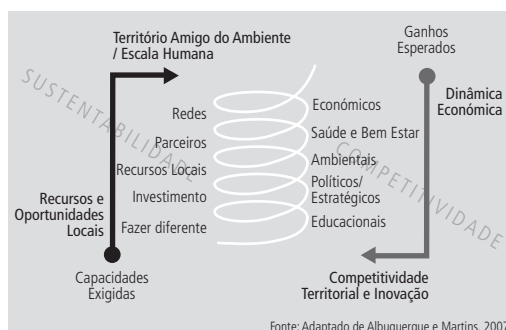 Território Amigo do Ambiente
/ Escala Humana
Ganhos
Esperados
SUSTENTABILIDADE
COMPETITIVIDADE
Dinâmica
Económica
Redes
Parceiros
Recursos Locais
Investimento
Fazer diferente
Económicos
Saúde e Bem Estar
Ambientais
Políticos/
Estratégicos
Educacionais
Recursos e
Oportunidades
Locais
Capacidades
Exigidas
Competitividade
Territorial e Inovação
Fonte: Adaptado de Albuquerque e Martins, 2007